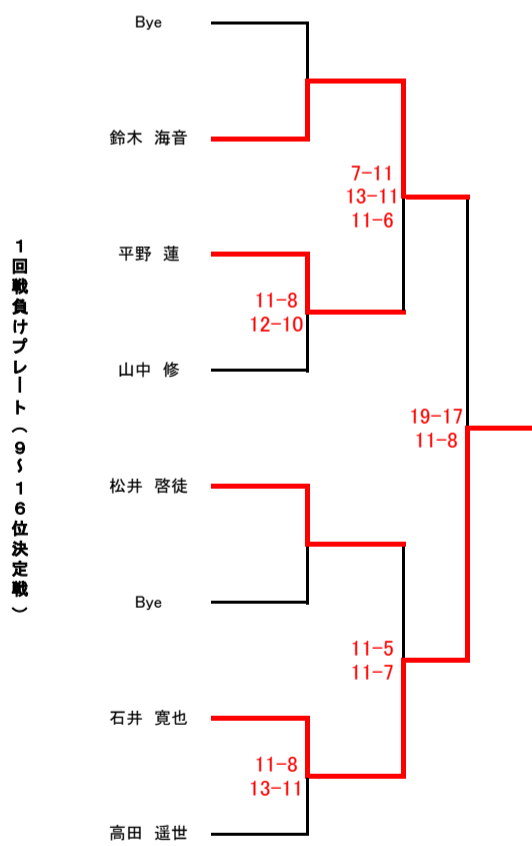 1回戦負けプレート（9～16位決定戦）
Bye
鈴木 海音
7-11
13-11
11-6
平野 蓮
11-8
12-10
山中 修
19-17
11-8
松井 啓徒
Bye
11-5
11-7
石井 寛也
11-8
13-11
高田 遥世